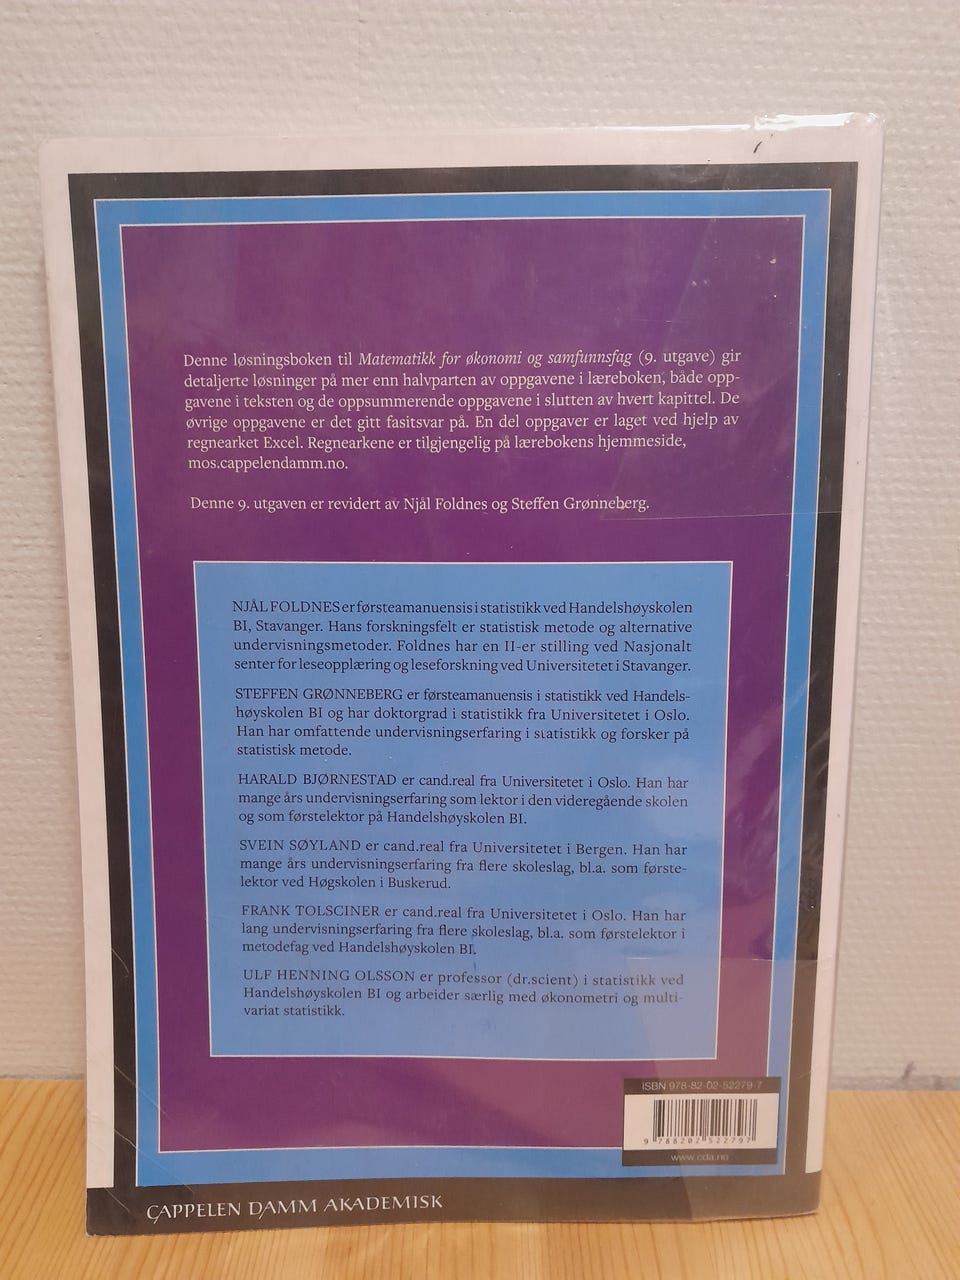 Denne løsningsboken til Matematikk for økonomi og samfunnsfag (9. utgave) gir
detaljerte løsninger på mer enn halvparten av oppgavene i læreboken, både opp-
gavene i teksten og de oppsummerende oppgavene i slutten av hvert kapittel. De
øvrige oppgavene er det gitt fasitsvar på. En del oppgaver er laget ved hjelp av
regnearket Excel. Regnearkene er tilgjengelig på lærebokens hjemmeside,
mos.cappelendamm.no.
Denne 9. utgaven er revidert av Njål Foldnes og Steffen Grønneberg.
NJÅL FOLDNES er førsteamanuensis i statistikk ved Handelshøyskolen
BI, Stavanger. Hans forskningsfelt er statistisk metode og alternative
undervisningsmetoder. Foldnes har en II-er stilling ved Nasjonalt
senter for leseopplæring og leseforskning ved Universitetet i Stavanger.
STEFFEN GRØNNEBERG er førsteamanuensis i statistikk ved Handels-
høyskolen BI og har doktorgrad i statistikk fra Universitetet i Oslo.
Han har omfattende undervisningserfaring i statistikk og forsker på
statistisk metode.
HARALD BJØRNESTAD er cand.real fra Universitetet i Oslo. Han har
mange års undervisningserfaring som lektor i den videregående skolen
og som førstelektor på Handelshøyskolen BI.
SVEIN SØYLAND er cand.real fra Universitetet i Bergen. Han har
mange års undervisningserfaring fra flere skoleslag, bl.a. som første-
lektor ved Høgskolen i Buskerud.
FRANK TOLSCINER er cand.real fra Universitetet i Oslo. Han har
lang undervisningserfaring fra flere skoleslag, bl.a. som førstelektor i
metodefag ved Handelshøyskolen BI.
ULF HENNING OLSSON er professor (dr.scient) i statistikk ved
Handelshøyskolen BI og arbeider særlig med økonometri og multi-
variat statistikk.
ISBN 978-82-02-52279-7
9 788202 522797
www.cda.no
CAPPELEN DAMM AKADEMISK